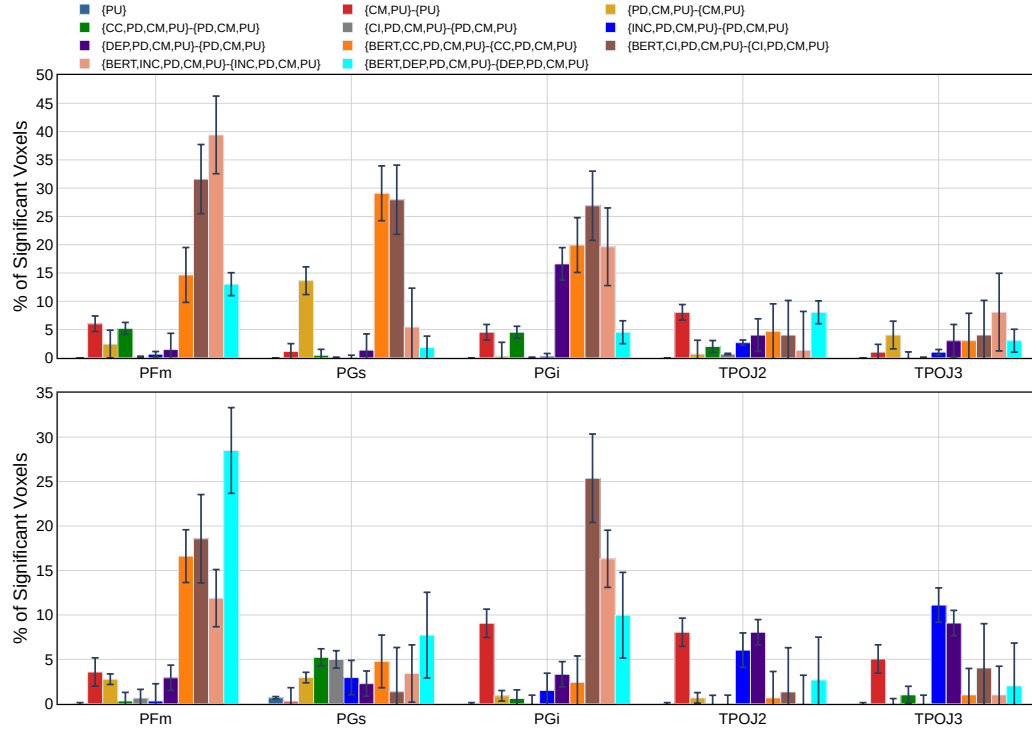 {PU} {CM,PU}-{PU} {PD,CM,PU}-{CM,PU}
{CC,PD,CM,PU}-{PD,CM,PU} {CI,PD,CM,PU}-{PD,CM,PU} {INC,PD,CM,PU}-{PD,CM,PU}
{DEP,PD,CM,PU}-{PD,CM,PU} {BERT,CC,PD,CM,PU}-{CC,PD,CM,PU} {BERT,CI,PD,CM,PU}-{CI,PD,CM,PU}
{BERT,INC,PD,CM,PU}-{INC,PD,CM,PU} {BERT,DEP,PD,CM,PU}-{DEP,PD,CM,PU}
% of Significant Voxels
50
45
40
35
30
25
20
15
10
5
0
PFm PGs PGi TPOJ2 TPOJ3
% of Significant Voxels
35
30
25
20
15
10
5
0
PFm PGs PGi TPOJ2 TPOJ3